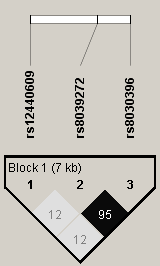 rs12440609
rs8039272
rs8030396
Block 1 (7 kb)
1 2 3
12 95
12